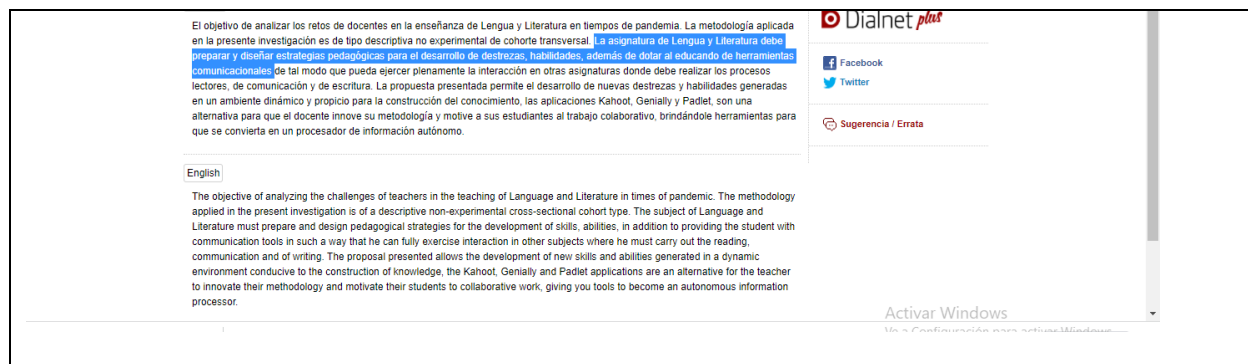 El objetivo de analizar los retos de docentes en la enseñanza de Lengua y Literatura en tiempos de pandemia. La metodología aplicada
en la presente investigación es de tipo descriptiva no experimental de cohorte transversal. La asignatura de Lengua y Literatura debe
preparar y diseñar estrategias pedagógicas para el desarrollo de destrezas, habilidades, además de dotar al educando de herramientas
comunicacionales de tal modo que pueda ejercer plenamente la interacción en otras asignaturas donde debe realizar los procesos
lectores, de comunicación y de escritura. La propuesta presentada permite el desarrollo de nuevas destrezas y habilidades generadas
en un ambiente dinámico y propicio para la construcción del conocimiento, las aplicaciones Kahoot, Genially y Padlet, son una
alternativa para que el docente innove su metodología y motive a sus estudiantes al trabajo colaborativo, brindándole herramientas para
que se convierta en un procesador de información autónomo.
English
The objective of analyzing the challenges of teachers in the teaching of Language and Literature in times of pandemic. The methodology
applied in the present investigation is of a descriptive non-experimental cross-sectional cohort type. The subject of Language and
Literature must prepare and design pedagogical strategies for the development of skills, abilities, in addition to providing the student with
communication tools in such a way that he can fully exercise interaction in other subjects where he must carry out the reading,
communication and of writing. The proposal presented allows the development of new skills and abilities generated in a dynamic
environment conducive to the construction of knowledge, the Kahoot, Genially and Padlet applications are an alternative for the teacher
to innovate their methodology and motivate their students to collaborative work, giving you tools to become an autonomous information
processor.
Dialnet plus
Facebook
Twitter
Sugerencia / Errata
Activar Windows
Ve a Configuración para activar Windows